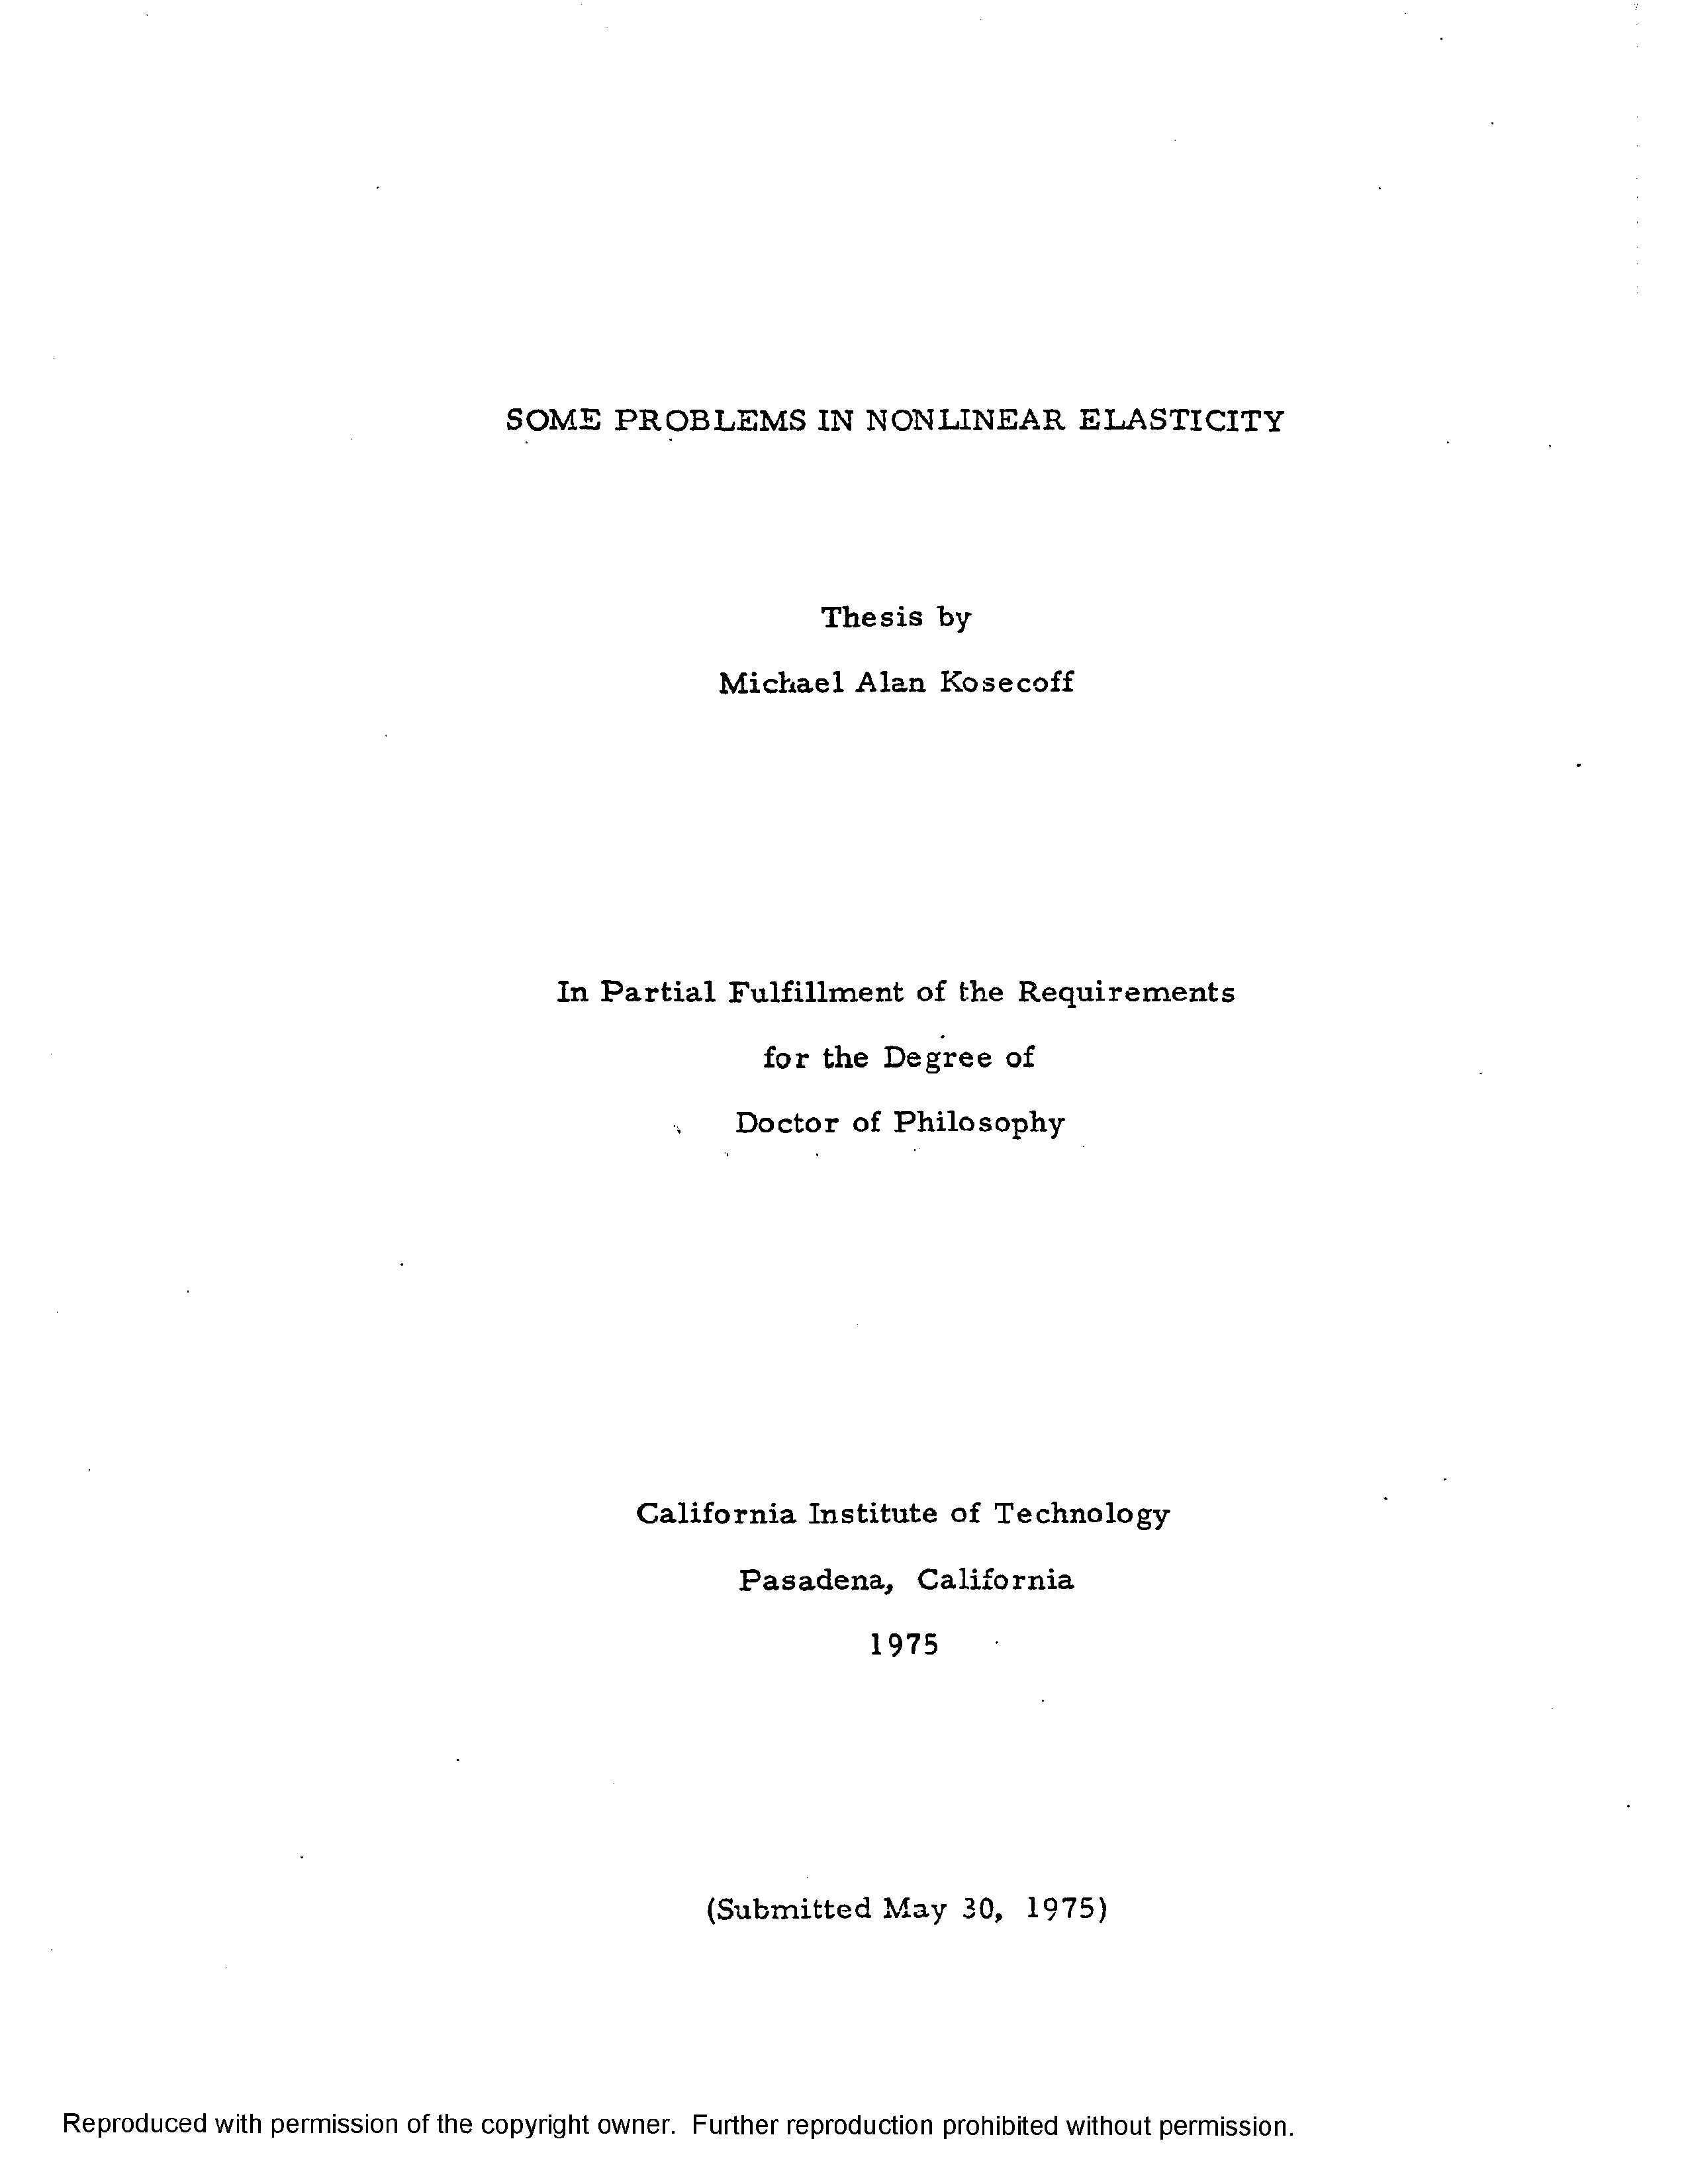 SOME PROBLEMS IN NONLINEAR ELASTICITY
Thesis by
Michael Alan Kosecoff
In Partial Fulfillment of the Requirements
for the Degree of
Doctor of Philosophy
California Institute of Technology
Pasadena, California
1975
(Submitted May 30, 1975)
Reproduced with permission of the copyright owner. Further reproduction prohibited without permission.